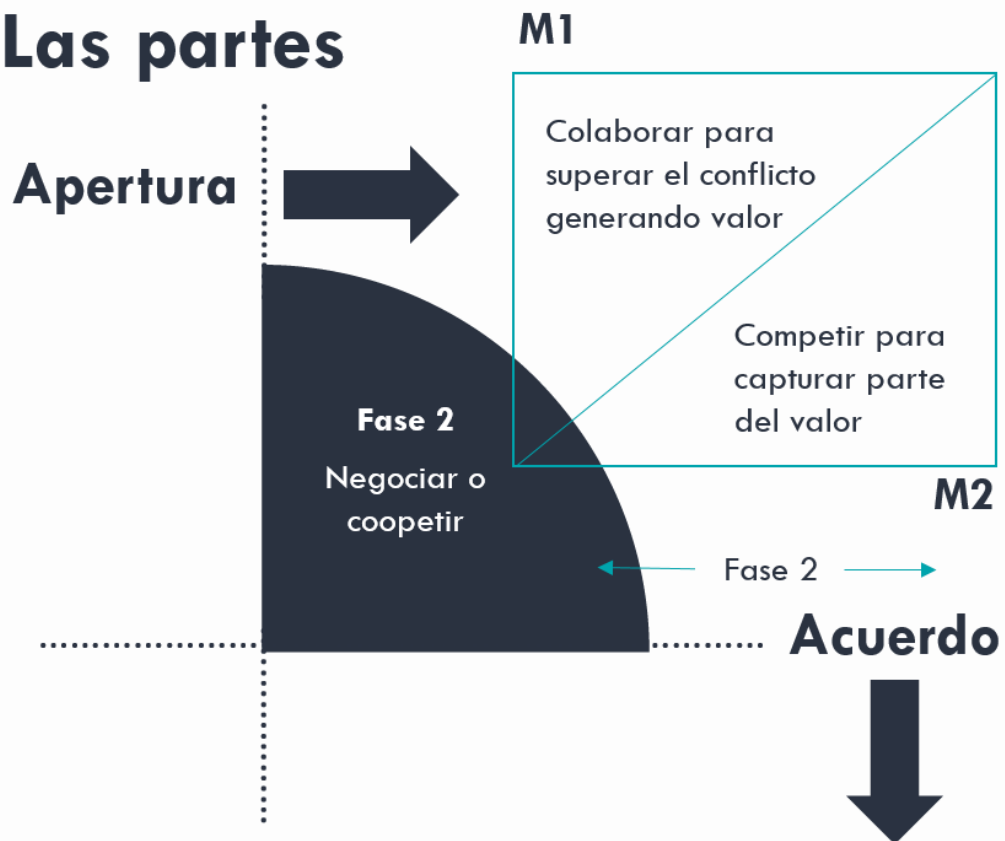 Las partes
M1
Apertura
Colaborar para
superar el conflicto
generando valor
Competir para
capturar parte
del valor
Fase 2
Negociar o
coopetir
M2
Fase 2
Acuerdo